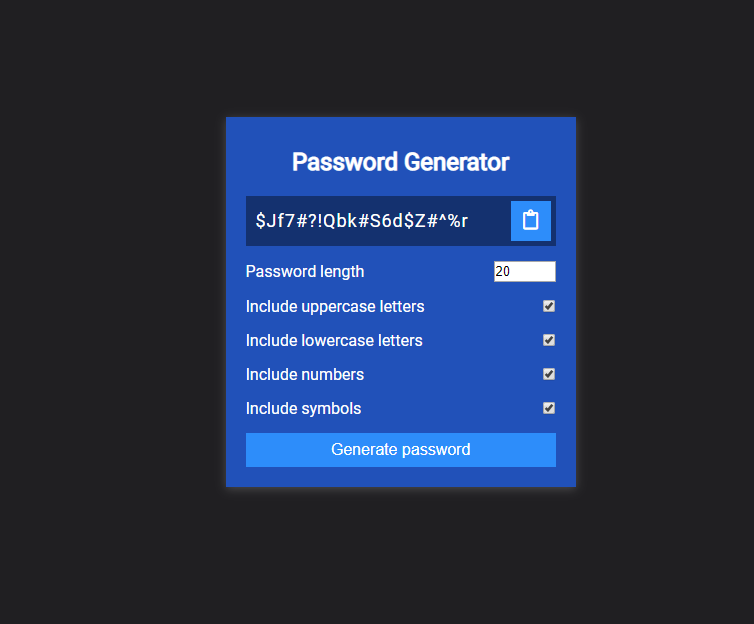 Password Generator
$Jf7#?!Qbk#S6d$Z#^%r
Password length
20
Include uppercase letters
Include lowercase letters
Include numbers
Include symbols
Generate password